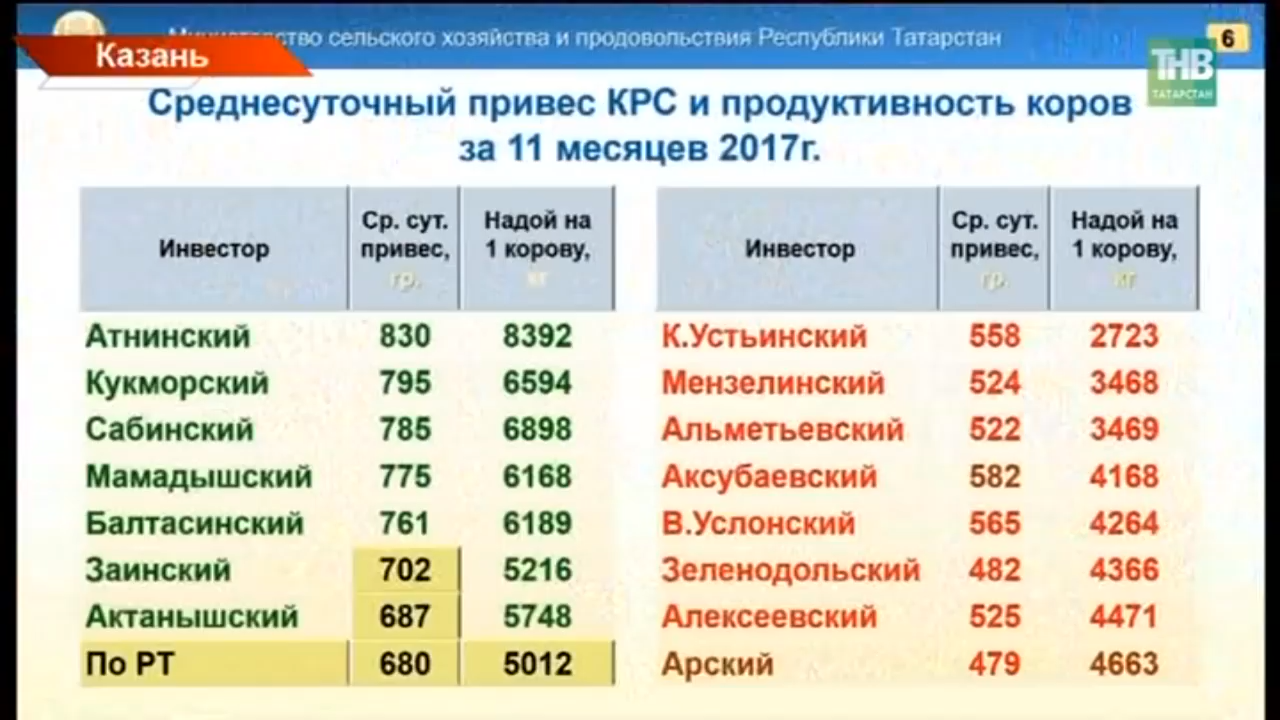 Министерство сельского хозяйства и продовольствия Республики Татарстан
6
Казань
ТНВ
ТАТАРСТАН
Среднесуточный привес КРС и продуктивность коров
за 11 месяцев 2017г.
Инвестор Ср. сут. привес, гр. Надой на 1 корову, кг
Атнинский 830 8392
Кукморский 795 6594
Сабинский 785 6898
Мамадышский 775 6168
Балтасинский 761 6189
Заинский 702 5216
Актанышский 687 5748
По РТ 680 5012
Инвестор Ср. сут. привес, гр. Надой на 1 корову, кг
К.Устьинский 558 2723
Мензелинский 524 3468
Альметьевский 522 3469
Аксубаевский 582 4168
В.Услонский 565 4264
Зеленодольский 482 4366
Алексеевский 525 4471
Арский 479 4663